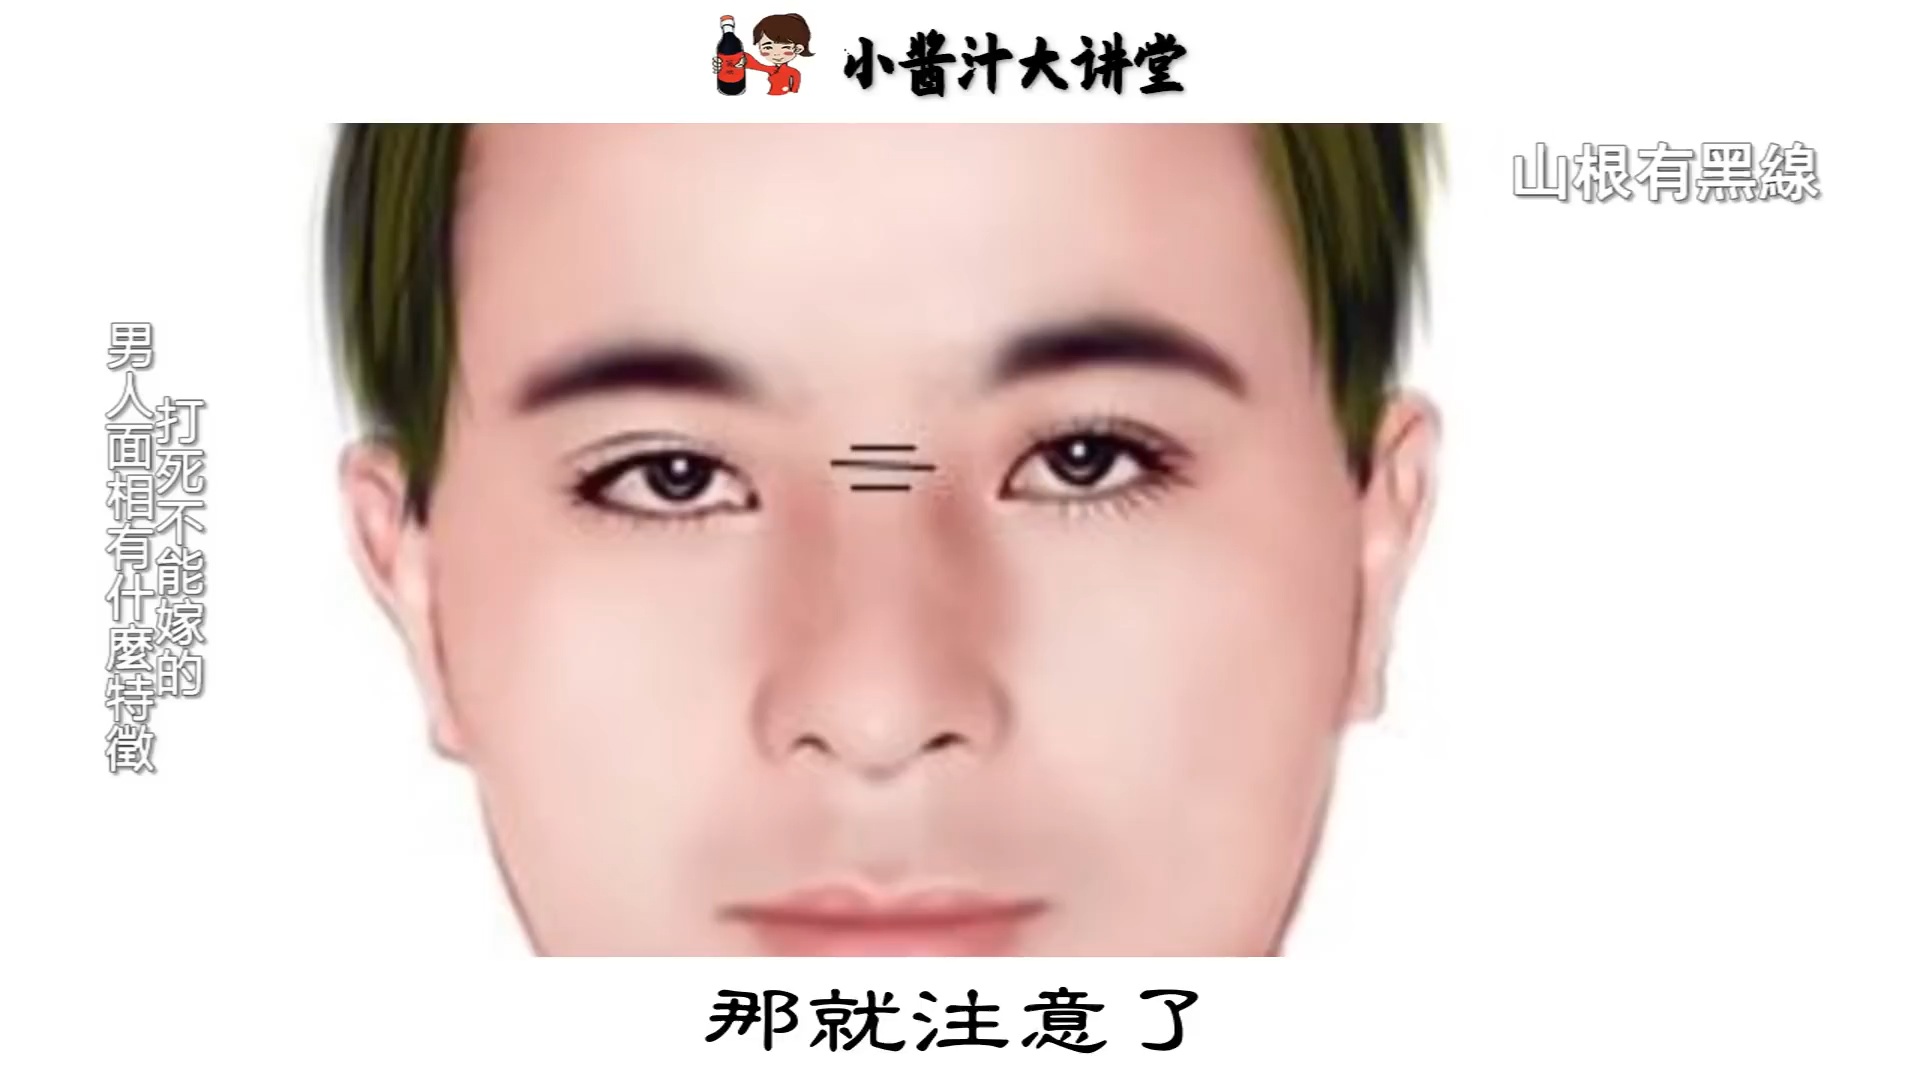 小酱汁大讲堂
山根有黑線
打死不能嫁的
男人面相有什麼特徵
那就注意了